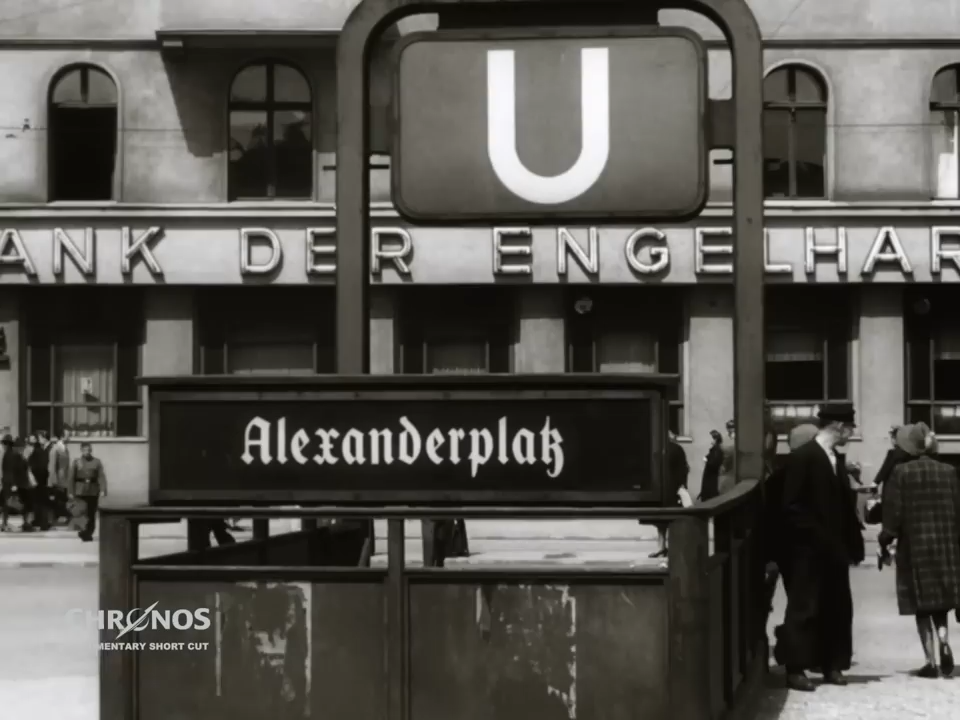 U
ANK DER ENGELHAR
Alexanderplatz
CHRONOS
MENTARY SHORT CUT